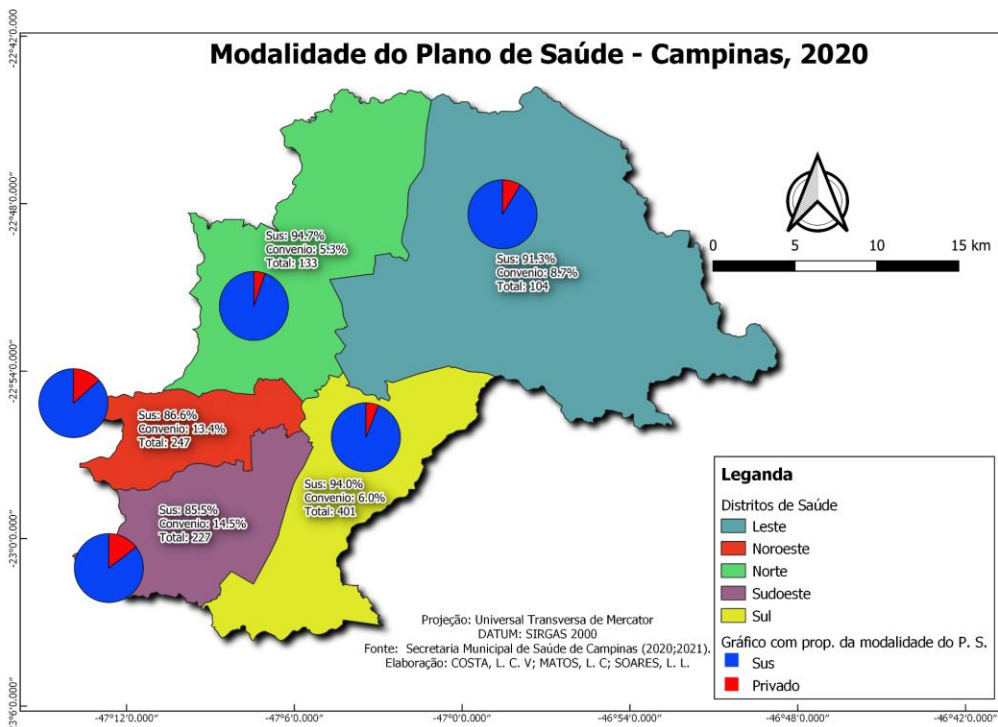 Modalidade do Plano de Saúde - Campinas, 2020
-22°42'0.000"
-22°48'0.000"
-22°54'0.000"
-23°0'0.000"
-23°6'0.000"
Sus: 94.7%
Convenio: 5.3%
Total: 133
Sus: 91.3%
Convenio: 8.7%
Total: 104
0 5 10 15 km
Sus: 86.6%
Convenio: 13.4%
Total: 247
Sus: 94.0%
Convenio: 6.0%
Total: 401
Sus: 85.5%
Convenio: 14.5%
Total: 227
Leganda
Distritos de Saúde
Leste
Noroeste
Norte
Sudoeste
Sul
Gráfico com prop. da modalidade do P. S.
Sus
Privado
Projeção: Universal Transversa de Mercator
DATUM: SIRGAS 2000
Fonte: Secretaria Municipal de Saúde de Campinas (2020;2021).
Elaboração: COSTA, L. C. V; MATOS, L. C; SOARES, L. L.
-47°12'0.000" -47°6'0.000" -47°0'0.000" -46°54'0.000" -46°48'0.000" -46°42'0.000"